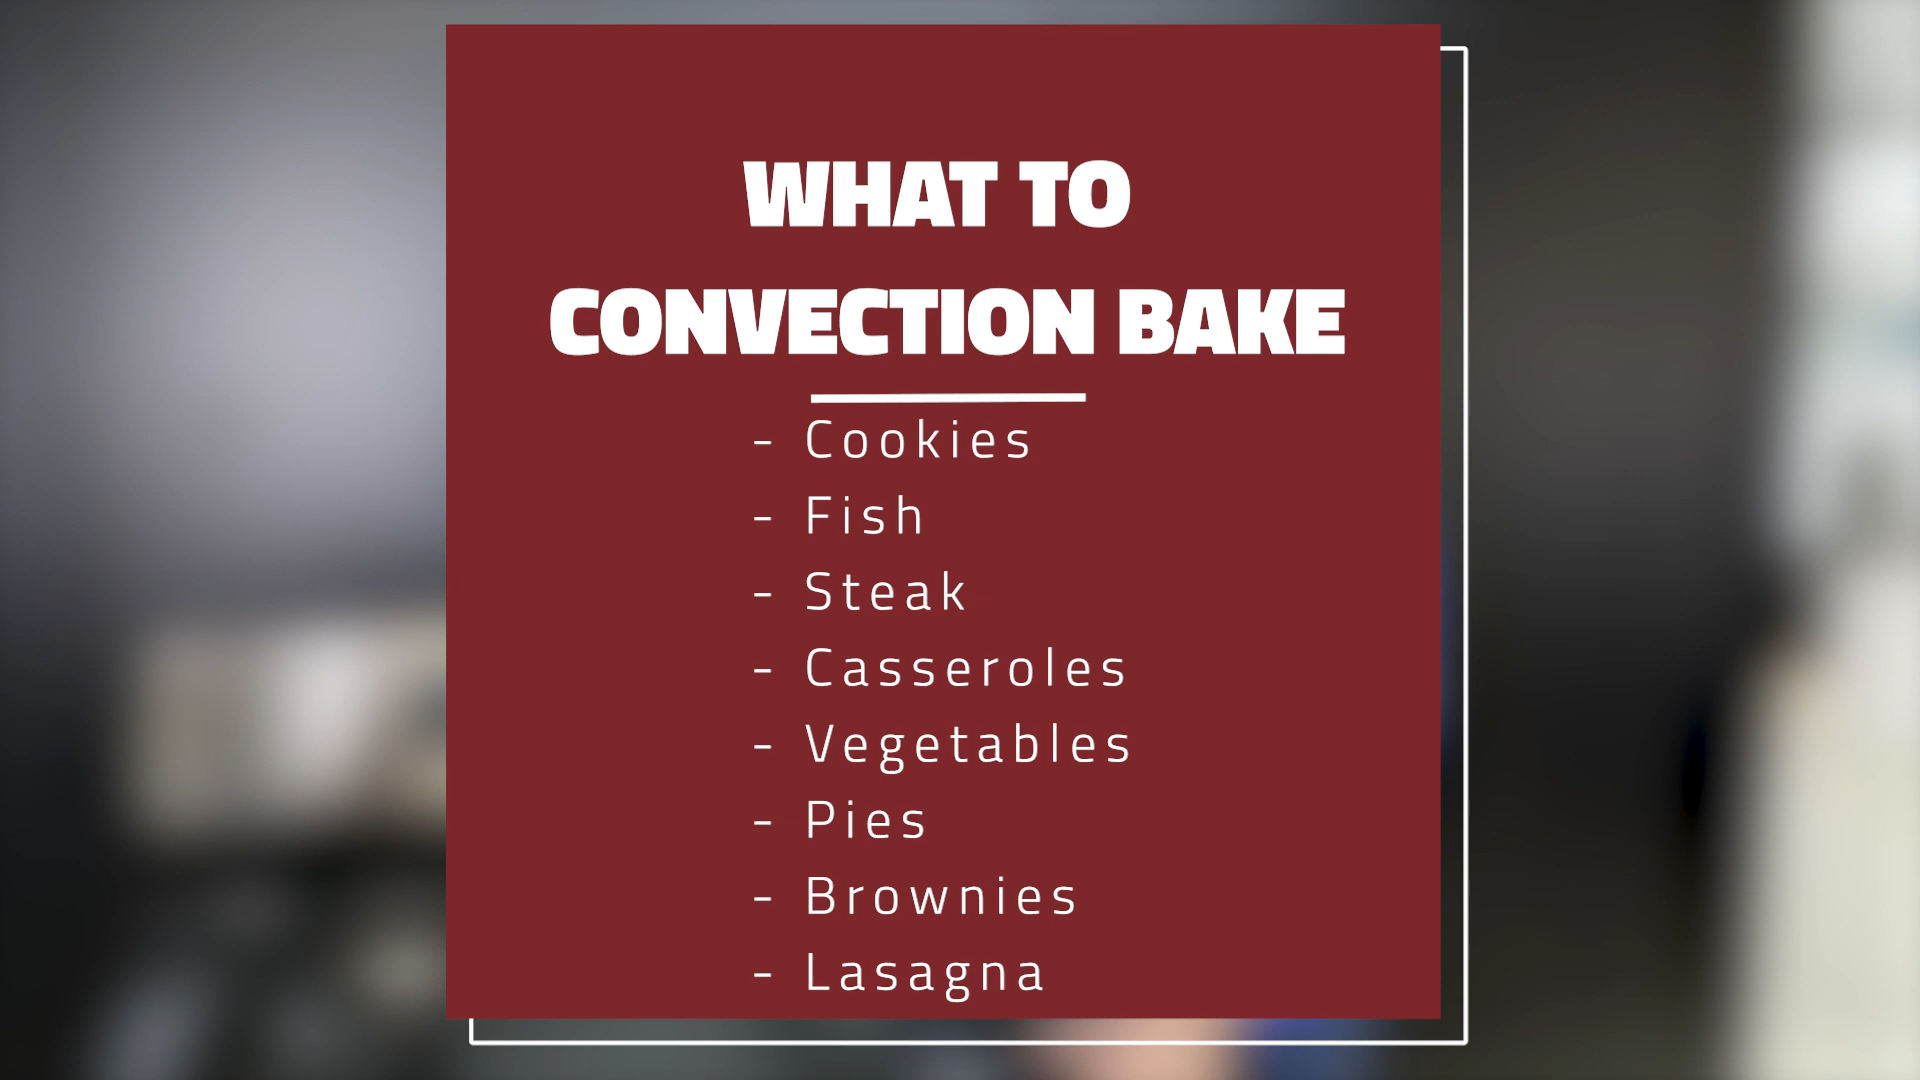 WHAT TO
CONVECTION BAKE
- Cookies
- Fish
- Steak
- Casseroles
- Vegetables
- Pies
- Brownies
- Lasagna